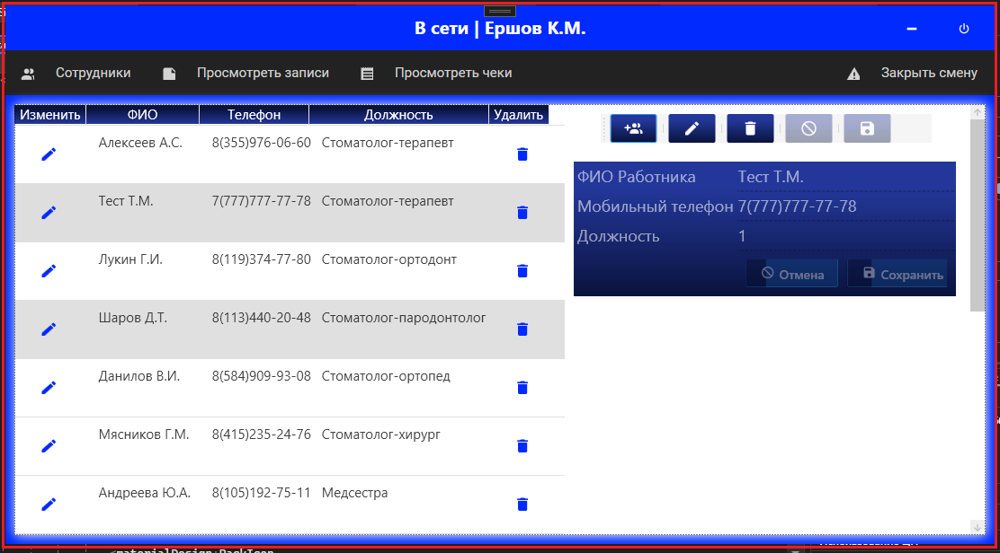 В сети | Ершов К.М.
Сотрудники Просмотреть записи Просмотреть чеки Закрыть смену
Изменить ФИО Телефон Должность Удалить
Алексеев А.С. 8(355)976-06-60 Стоматолог-терапевт
Тест Т.М. 7(777)777-77-78 Стоматолог-терапевт
Лукин Г.И. 8(119)374-77-80 Стоматолог-ортодонт
Шаров Д.Т. 8(113)440-20-48 Стоматолог-пародонтолог
Данилов В.И. 8(584)909-93-08 Стоматолог-ортопед
Мясников Г.М. 8(415)235-24-76 Стоматолог-хирург
Андреева Ю.А. 8(105)192-75-11 Медсестра
ФИО Работника Тест Т.М.
Мобильный телефон 7(777)777-77-78
Должность 1
Отмена Сохранить